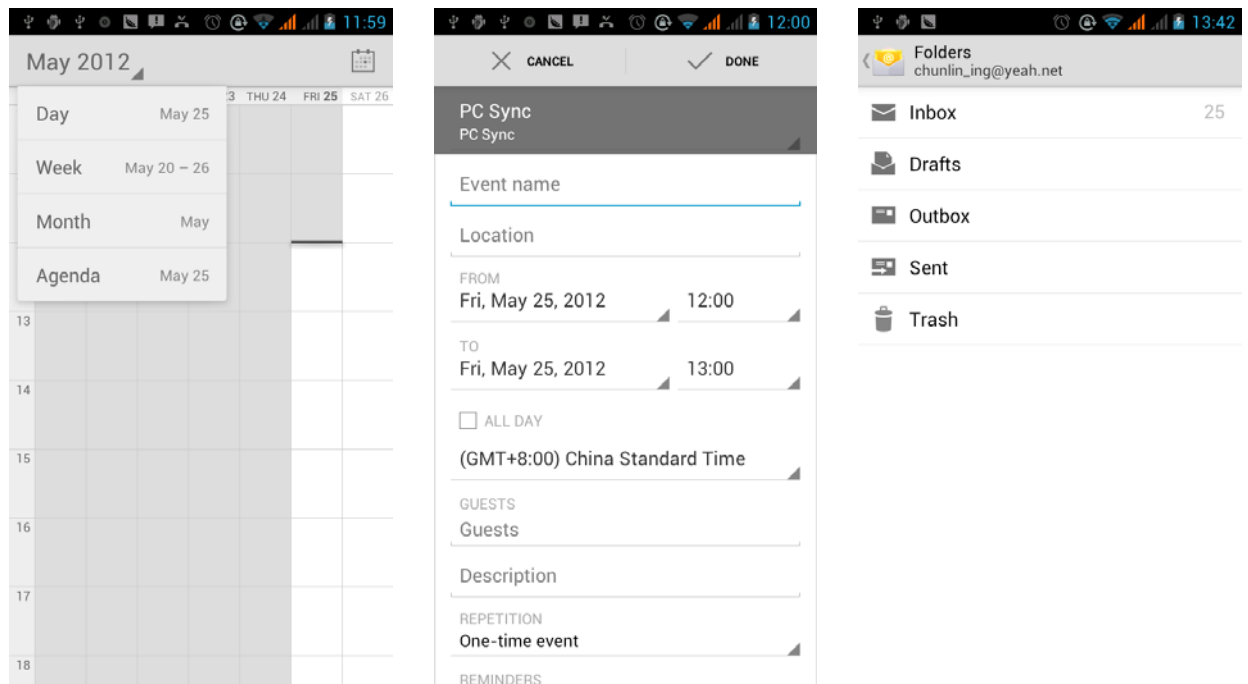 11:59
May 2012
3 THU 24 FRI 25 SAT 26
Day May 25
Week May 20 – 26
Month May
Agenda May 25
13
14
15
16
17
18
12:00
CANCEL DONE
PC Sync
PC Sync
Event name
Location
FROM
Fri, May 25, 2012 12:00
TO
Fri, May 25, 2012 13:00
ALL DAY
(GMT+8:00) China Standard Time
GUESTS
Guests
Description
REPETITION
One-time event
REMINDERS
13:42
Folders
chunlin_ing@yeah.net
Inbox 25
Drafts
Outbox
Sent
Trash